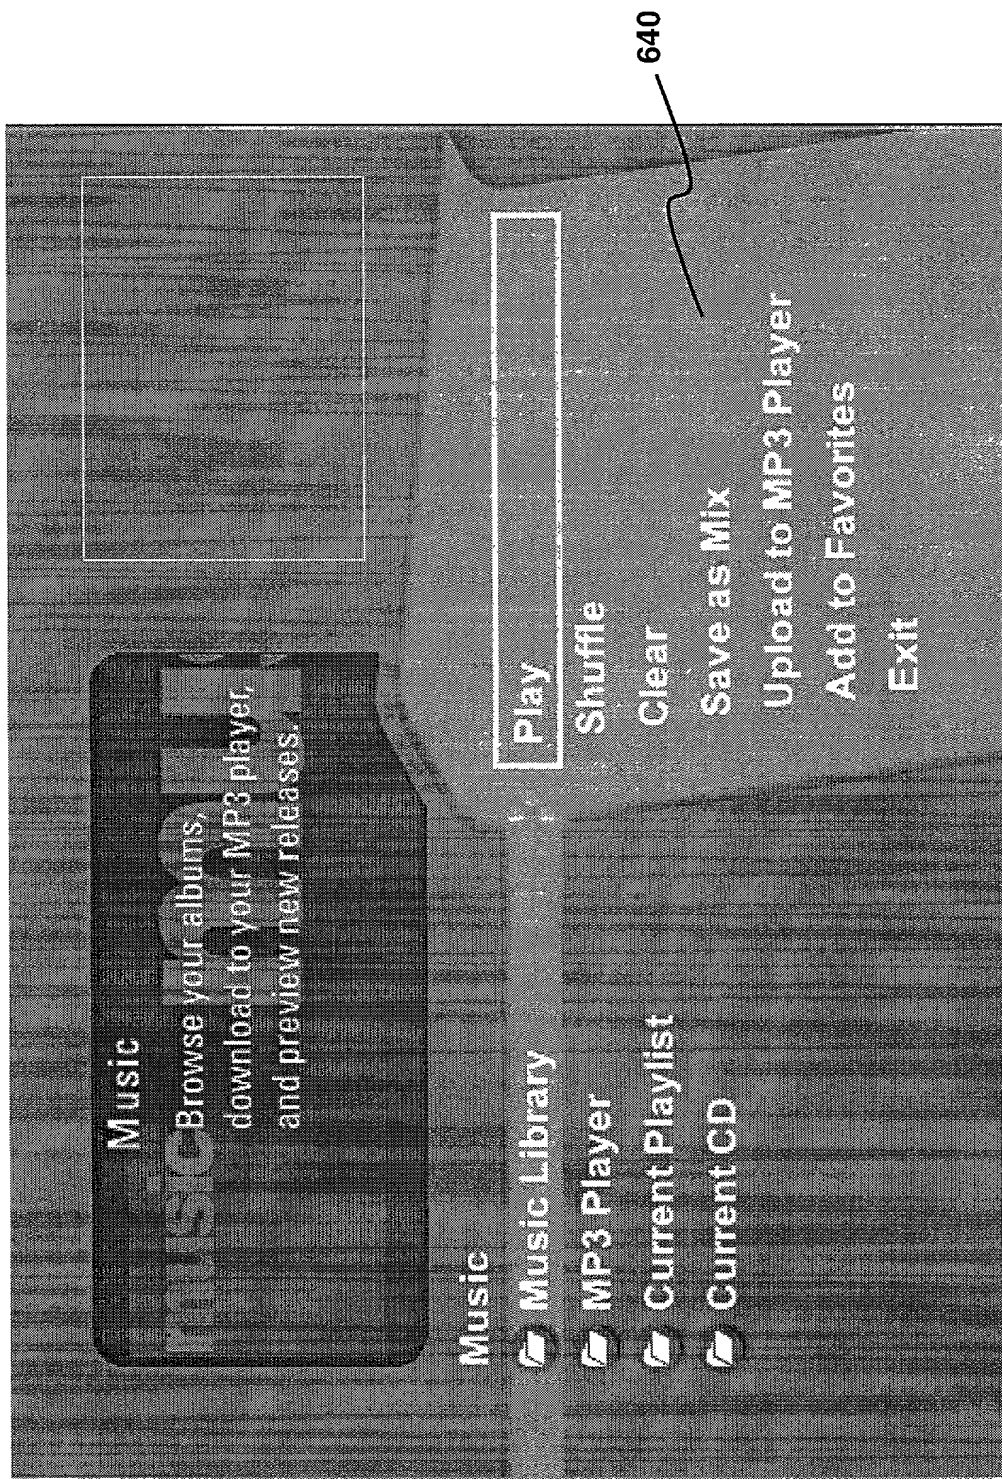 Music
music
Browse your albums,
download to your MP3 player,
and preview new releases.
Music
Music Library
MP3 Player
Current Playlist
Current CD
Play
Shuffle
Clear
Save as Mix
Upload to MP3 Player
Add to Favorites
Exit
640